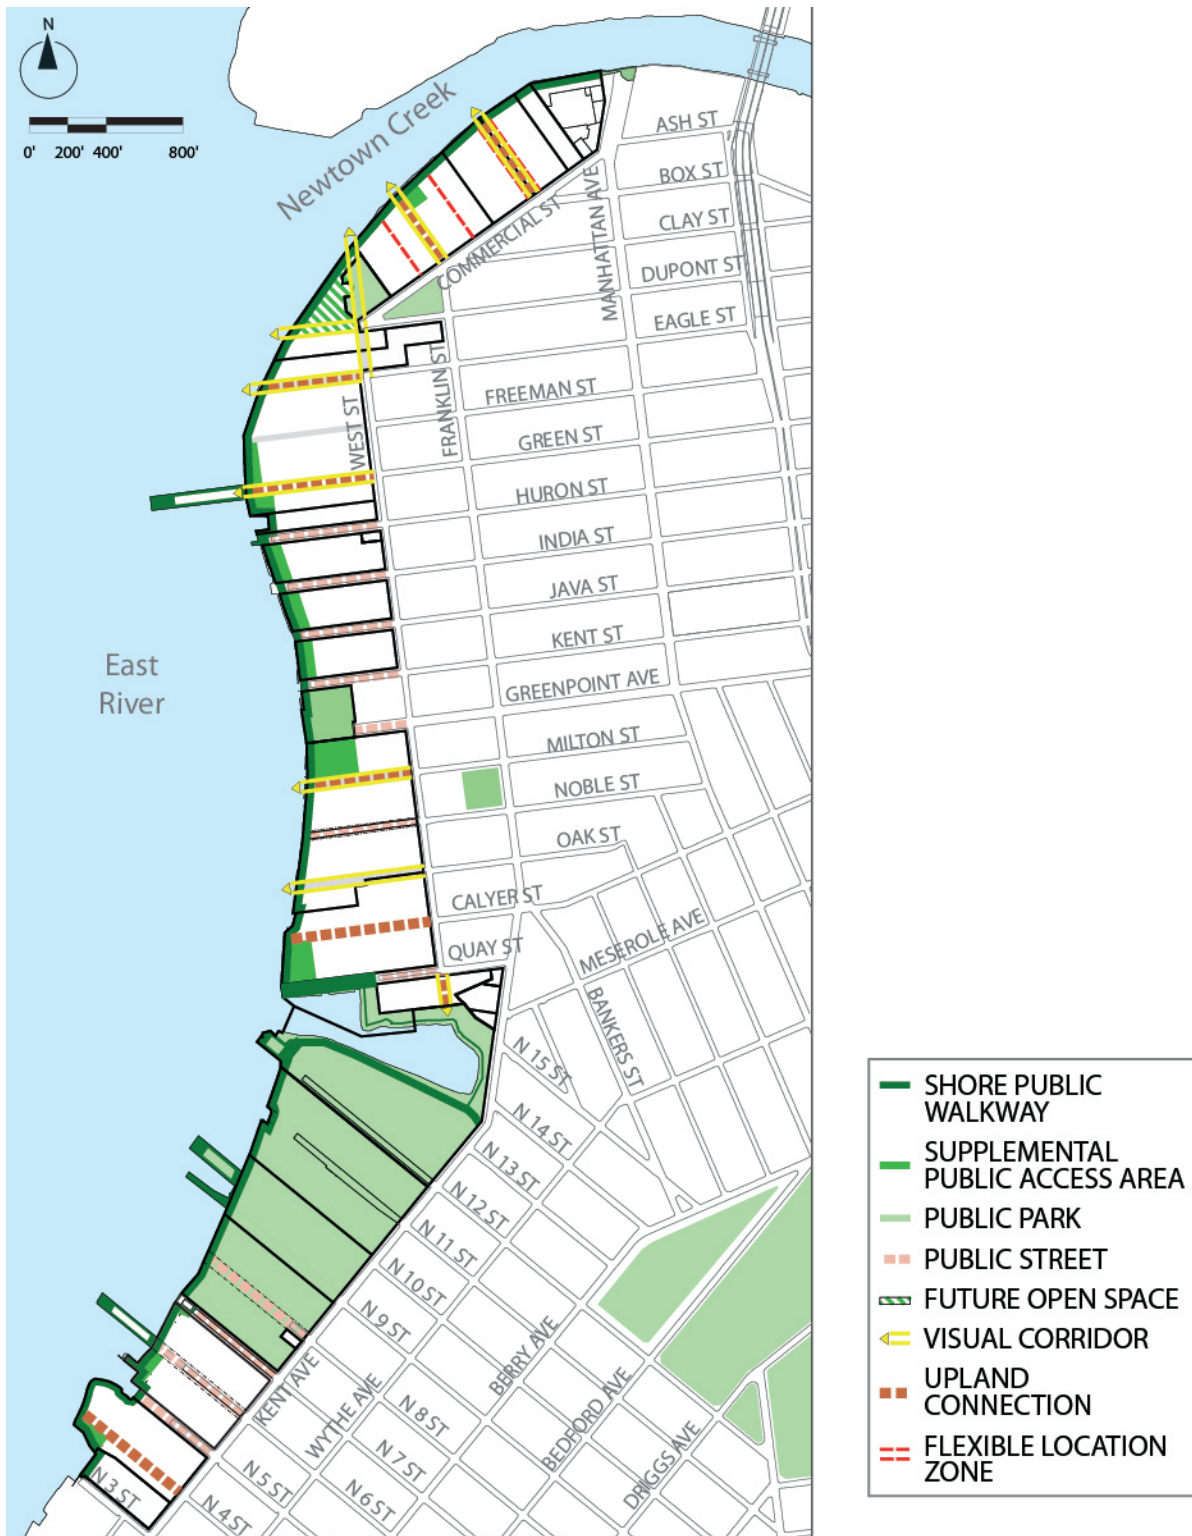 N
0' 200' 400' 800'
Newtown Creek
ASH ST
BOX ST
CLAY ST
COMMERCIAL ST
MANHATTAN AVE
DUPONT ST
EAGLE ST
WEST ST
FRANKLIN ST
FREEMAN ST
GREEN ST
HURON ST
INDIA ST
JAVA ST
KENT ST
East
River
GREENPOINT AVE
MILTON ST
NOBLE ST
OAK ST
CALYER ST
QUAY ST
MESEROLE AVE
BANKERS ST
N 15 ST
N 14 ST
N 13 ST
N 12 ST
N 11 ST
N 10 ST
N 9 ST
KENT AVE
WYTHE AVE
BERRY AVE
BEDFORD AVE
DRIGGS AVE
N 8 ST
N 7 ST
N 6 ST
N 5 ST
N 4 ST
N 3 ST
SHORE PUBLIC
WALKWAY
SUPPLEMENTAL
PUBLIC ACCESS AREA
PUBLIC PARK
PUBLIC STREET
FUTURE OPEN SPACE
VISUAL CORRIDOR
UPLAND
CONNECTION
FLEXIBLE LOCATION
ZONE